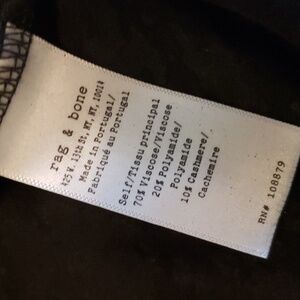 rag & bone
425 W. 13th St, NY, NY, 10014
Made in Portugal/
Fabriqué au Portugal
Self/Tissu principal
70% Viscose/Viscose
20% Polyamide/
Polyamide
10% Cashmere/
Cachemire
RN# 108879